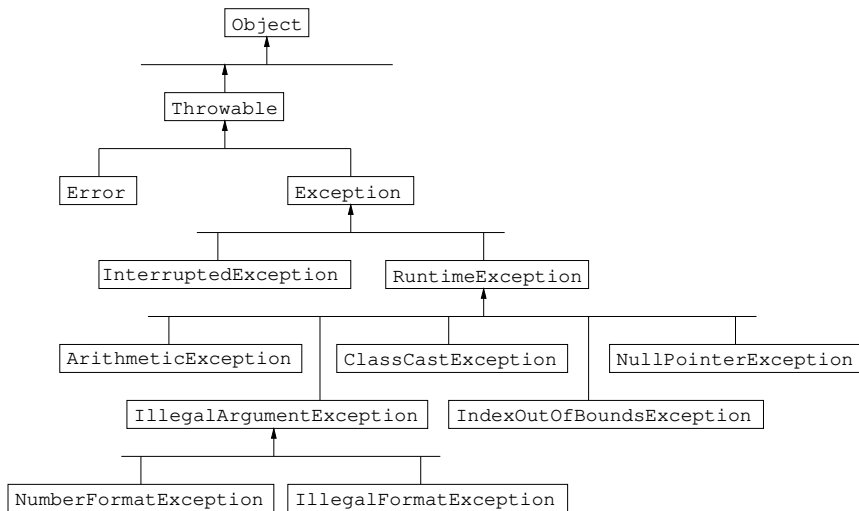 Object
Throwable
Error
Exception
InterruptedException
RuntimeException
ArithmeticException
ClassCastException
NullPointerException
IllegalArgumentException
IndexOutOfBoundsException
NumberFormatException
IllegalFormatException